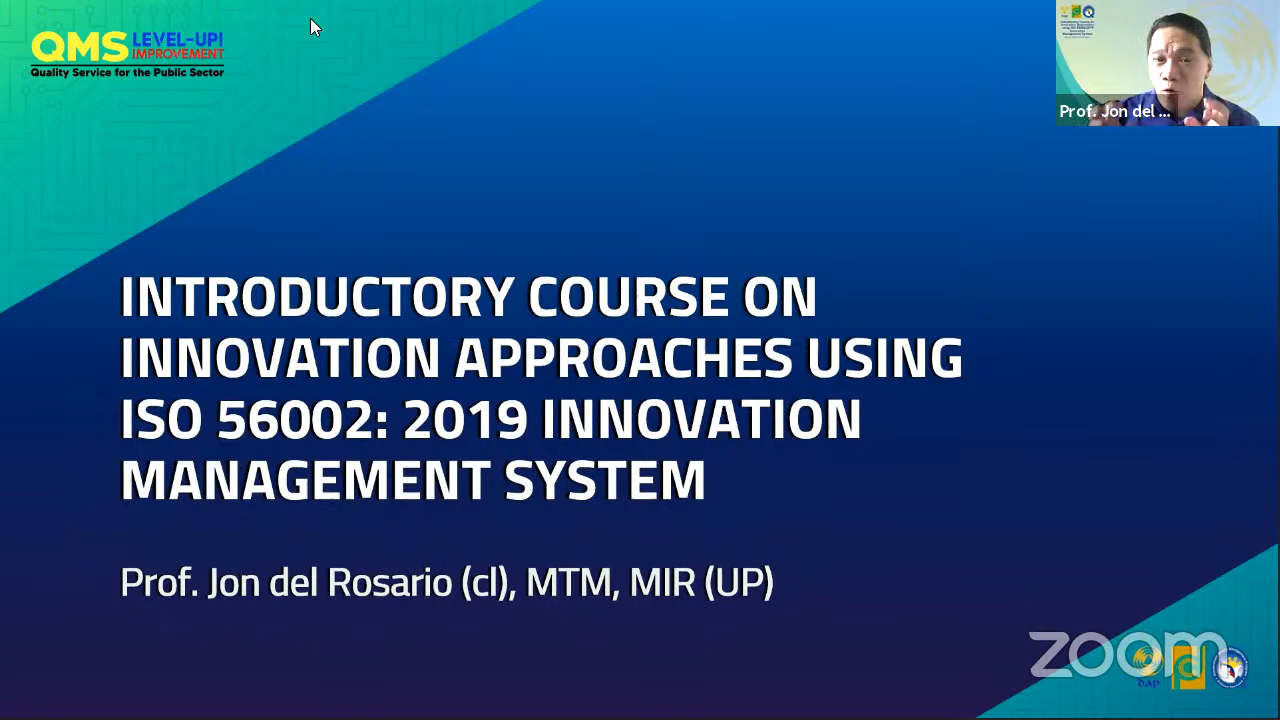 QMS LEVEL-UP!
IMPROVEMENT
Quality Service for the Public Sector
Prof. Jon del ...
INTRODUCTORY COURSE ON
INNOVATION APPROACHES USING
ISO 56002: 2019 INNOVATION
MANAGEMENT SYSTEM
Prof. Jon del Rosario (cl), MTM, MIR (UP)
zoom
dap